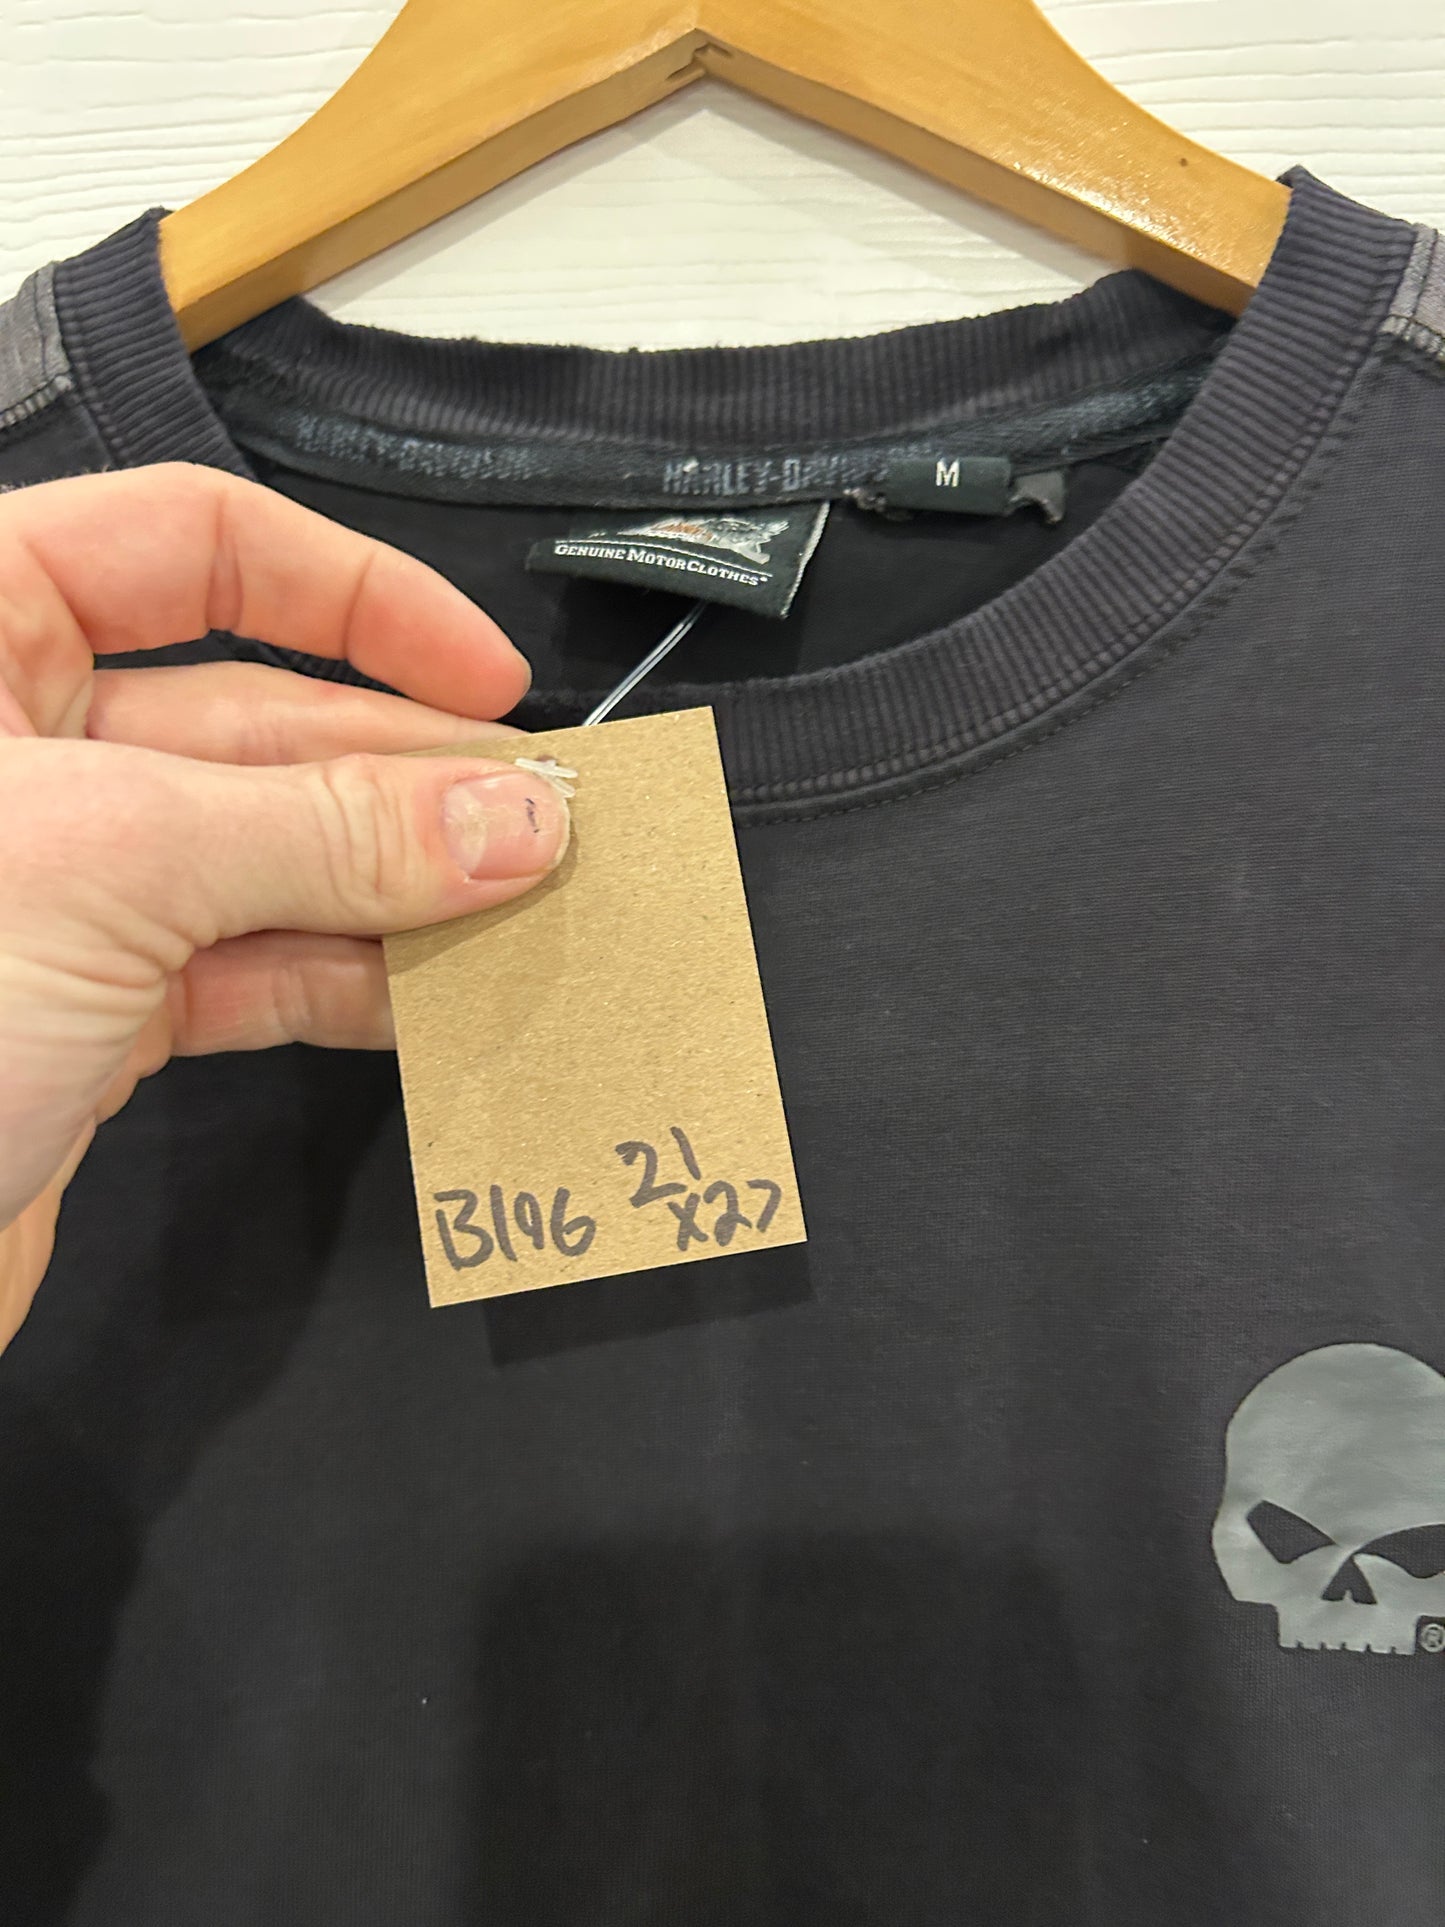 HARLEY-DAVIDSON HARLEY-DAVIDSON
M
GENUINE MOTORCLOTHES®
21
B196 x27
®